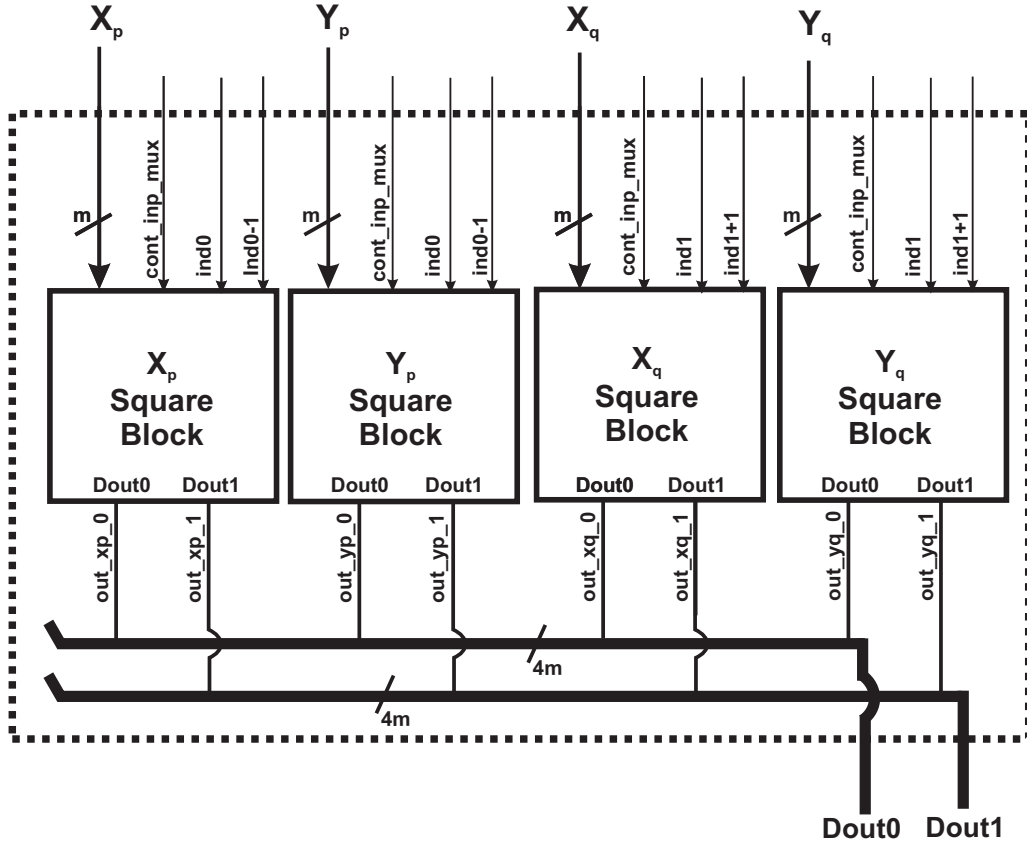 Xp
Yp
Xq
Yq
m
cont_inp_mux
ind0
Ind0-1
m
cont_inp_mux
ind0
ind0-1
m
cont_inp_mux
ind1
ind1+1
m
cont_inp_mux
ind1
ind1+1
Xp
Square
Block
Dout0 Dout1
Yp
Square
Block
Dout0 Dout1
Xq
Square
Block
Dout0 Dout1
Yq
Square
Block
Dout0 Dout1
out_xp_0
out_xp_1
out_yp_0
out_yp_1
out_xq_0
out_xq_1
out_yq_0
out_yq_1
4m
4m
Dout0 Dout1